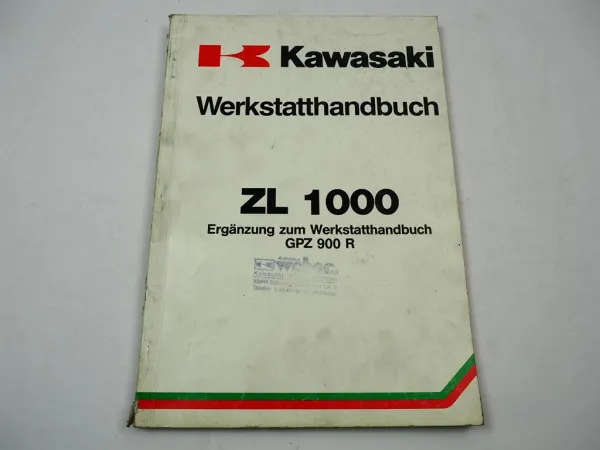 Kawasaki
Werkstatthandbuch
ZL 1000
Ergänzung zum Werkstatthandbuch
GPZ 900 R